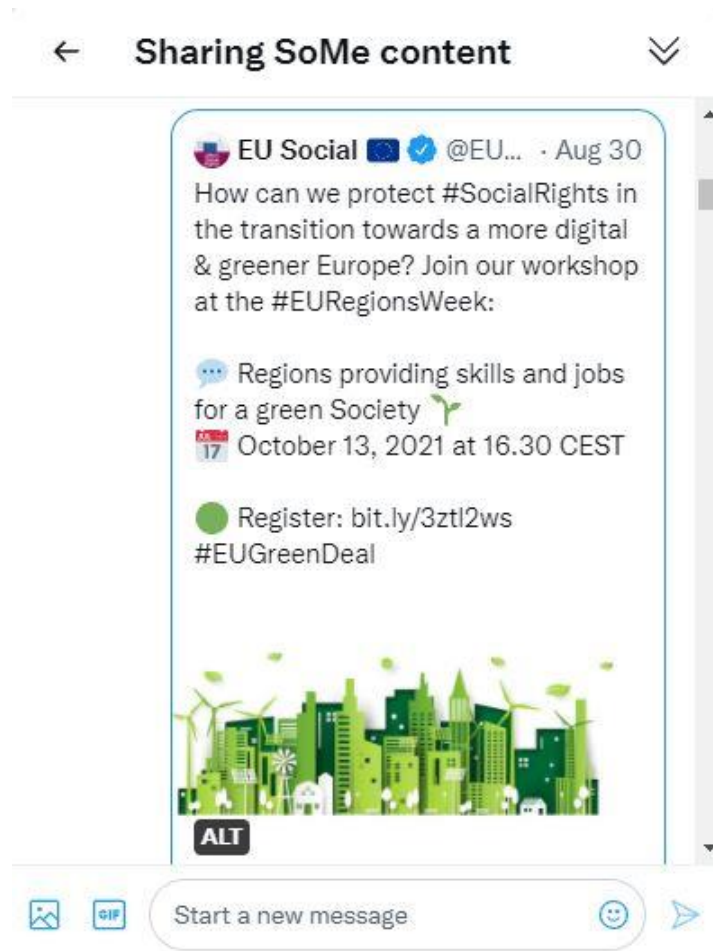 Sharing SoMe content
EU Social 🇪🇺 @EU... · Aug 30
How can we protect #SocialRights in
the transition towards a more digital
& greener Europe? Join our workshop
at the #EURegionsWeek:
💬 Regions providing skills and jobs
for a green Society 🌱
📅 October 13, 2021 at 16.30 CEST
🟢 Register: bit.ly/3ztl2ws
#EUGreenDeal
ALT
GIF
Start a new message